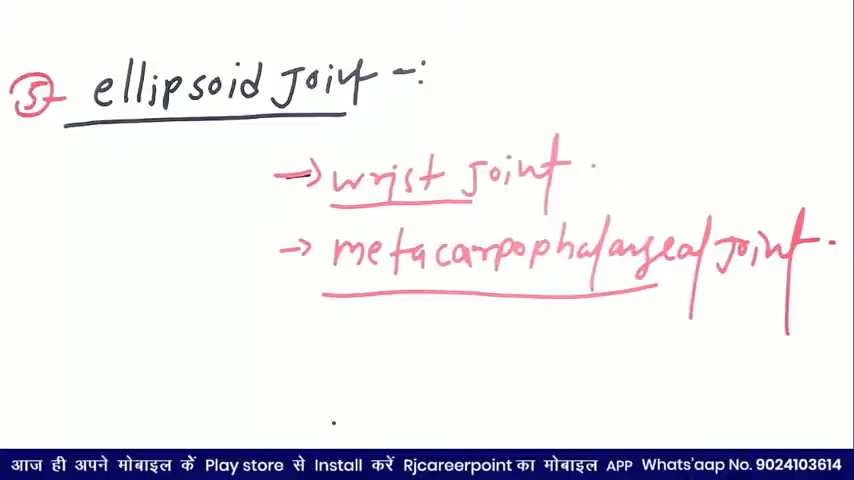 5- ellipsoid Joint -:
→ wrist Joint.
→ metacarpophalangeal Joint.
आज ही अपने मोबाइल में Play store से Install करें Rjcareerpoint का मोबाइल APP Whats'aap No. 9024103614